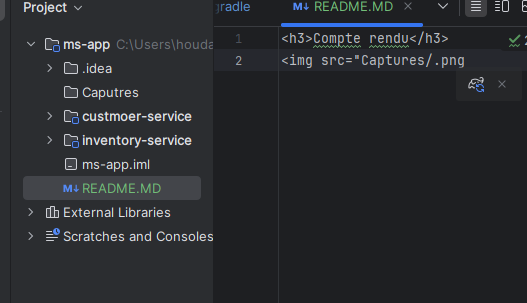 Project
ms-app C:\Users\houda
.idea
Caputres
custmoer-service
inventory-service
ms-app.iml
README.MD
External Libraries
Scratches and Consoles
gradle
README.MD
1 <h3>Compte rendu</h3>
2 <img src="Captures/.png